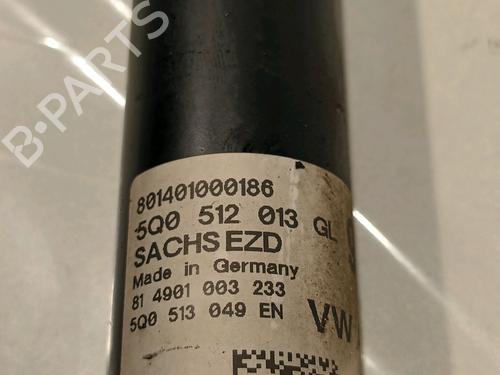 B-PARTS
801401000186
5Q0 512 013 GL
SACHS EZD
Made in Germany
81 4901 003 233
5Q0 513 049 EN
VW